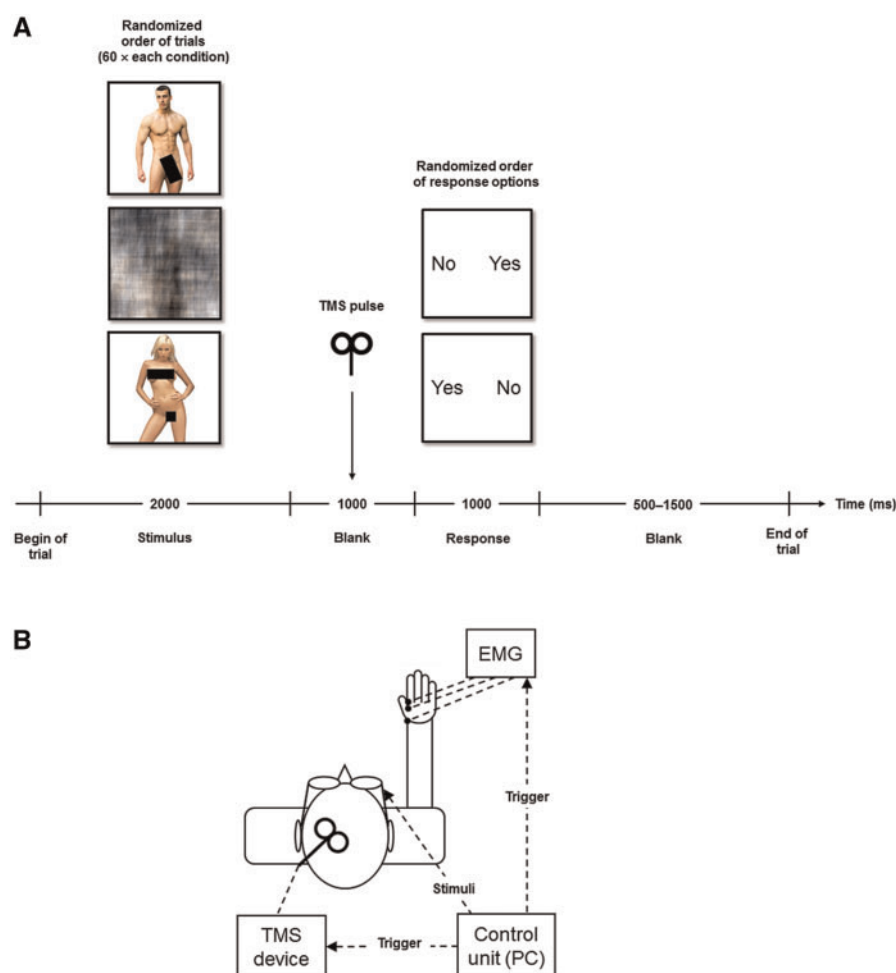 A
Randomized
order of trials
(60 × each condition)
Randomized order
of response options
No Yes
TMS pulse
Yes No
2000 1000 1000 500–1500 Time (ms)
Begin of
trial
Stimulus
Blank
Response
Blank
End of
trial
B
EMG
Trigger
Stimuli
TMS
device
Trigger
Control
unit (PC)